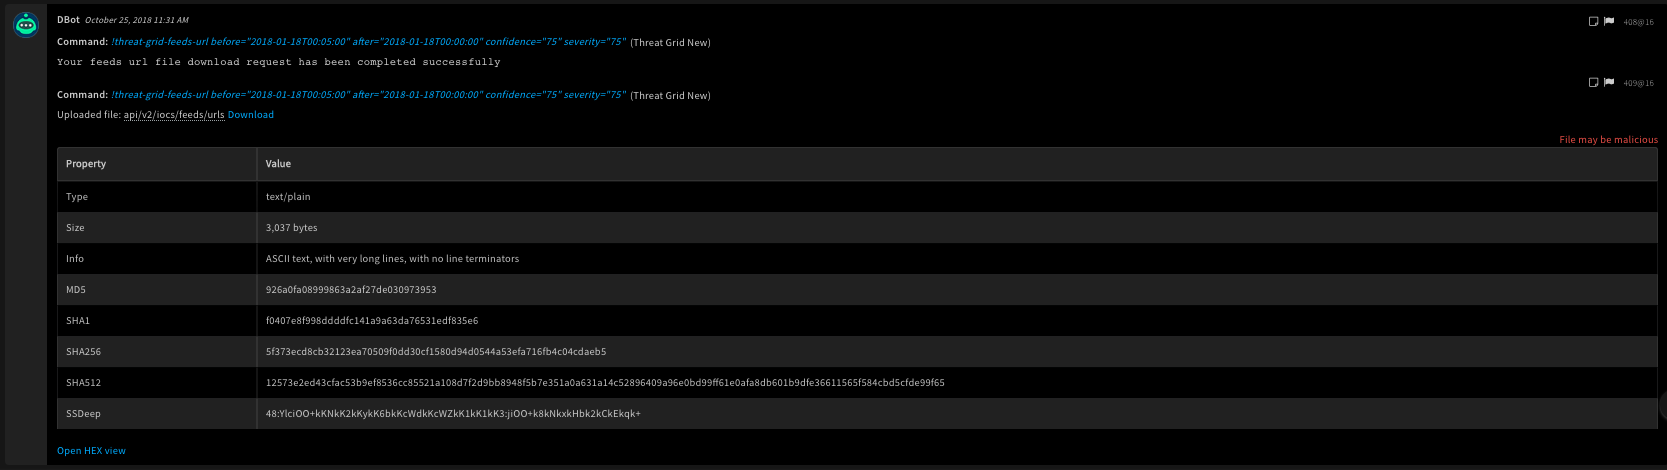 DBot October 25, 2018 11:31 AM 408@16
Command: !threat-grid-feeds-url before="2018-01-18T00:05:00" after="2018-01-18T00:00:00" confidence="75" severity="75" (Threat Grid New)
Your feeds url file download request has been completed successfully
409@16
Command: !threat-grid-feeds-url before="2018-01-18T00:05:00" after="2018-01-18T00:00:00" confidence="75" severity="75" (Threat Grid New)
Uploaded file: api/v2/iocs/feeds/urls Download
File may be malicious
Property Value
Type text/plain
Size 3,037 bytes
Info ASCII text, with very long lines, with no line terminators
MD5 926a0fa08999863a2af27de030973953
SHA1 f0407e8f998ddddfc141a9a63da76531edf835e6
SHA256 5f373ecd8cb32123ea70509f0dd30cf1580d94d0544a53efa716fb4c04cdaeb5
SHA512 12573e2ed43cfac53b9ef8536cc85521a108d7f2d9bb8948f5b7e351a0a631a14c52896409a96e0bd99ff61e0afa8db601b9dfe36611565f584cbd5cfde99f65
SSDeep 48:YlciOO+kKNkK2kKykK6bkKcWdkKcWZkK1kK1kK3:jiOO+k8kNkxkHbk2kCkEkqk+
Open HEX view